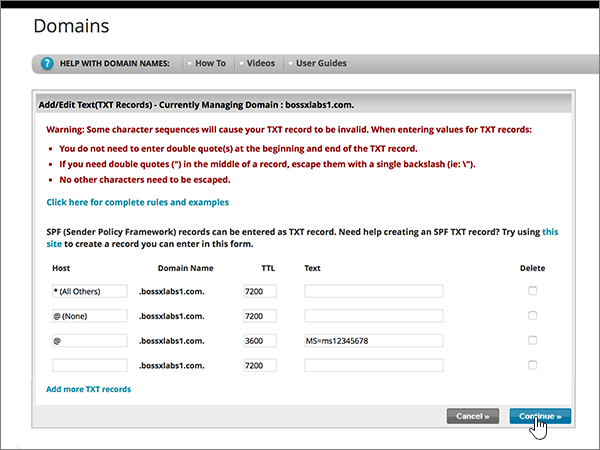 Domains
? HELP WITH DOMAIN NAMES: How To Videos User Guides
Add/Edit Text(TXT Records) - Currently Managing Domain : bossxlabs1.com.
Warning: Some character sequences will cause your TXT record to be invalid. When entering values for TXT records:
• You do not need to enter double quote(s) at the beginning and end of the TXT record.
• If you need double quotes (") in the middle of a record, escape them with a single backslash (ie: \").
• No other characters need to be escaped.
Click here for complete rules and examples
SPF (Sender Policy Framework) records can be entered as TXT record. Need help creating an SPF TXT record? Try using this
site to create a record you can enter in this form.
Host Domain Name TTL Text Delete
* (All Others) .bossxlabs1.com. 7200
@ (None) .bossxlabs1.com. 7200
@ .bossxlabs1.com. 3600 MS=ms12345678
.bossxlabs1.com. 7200
Add more TXT records
Cancel » Continue »